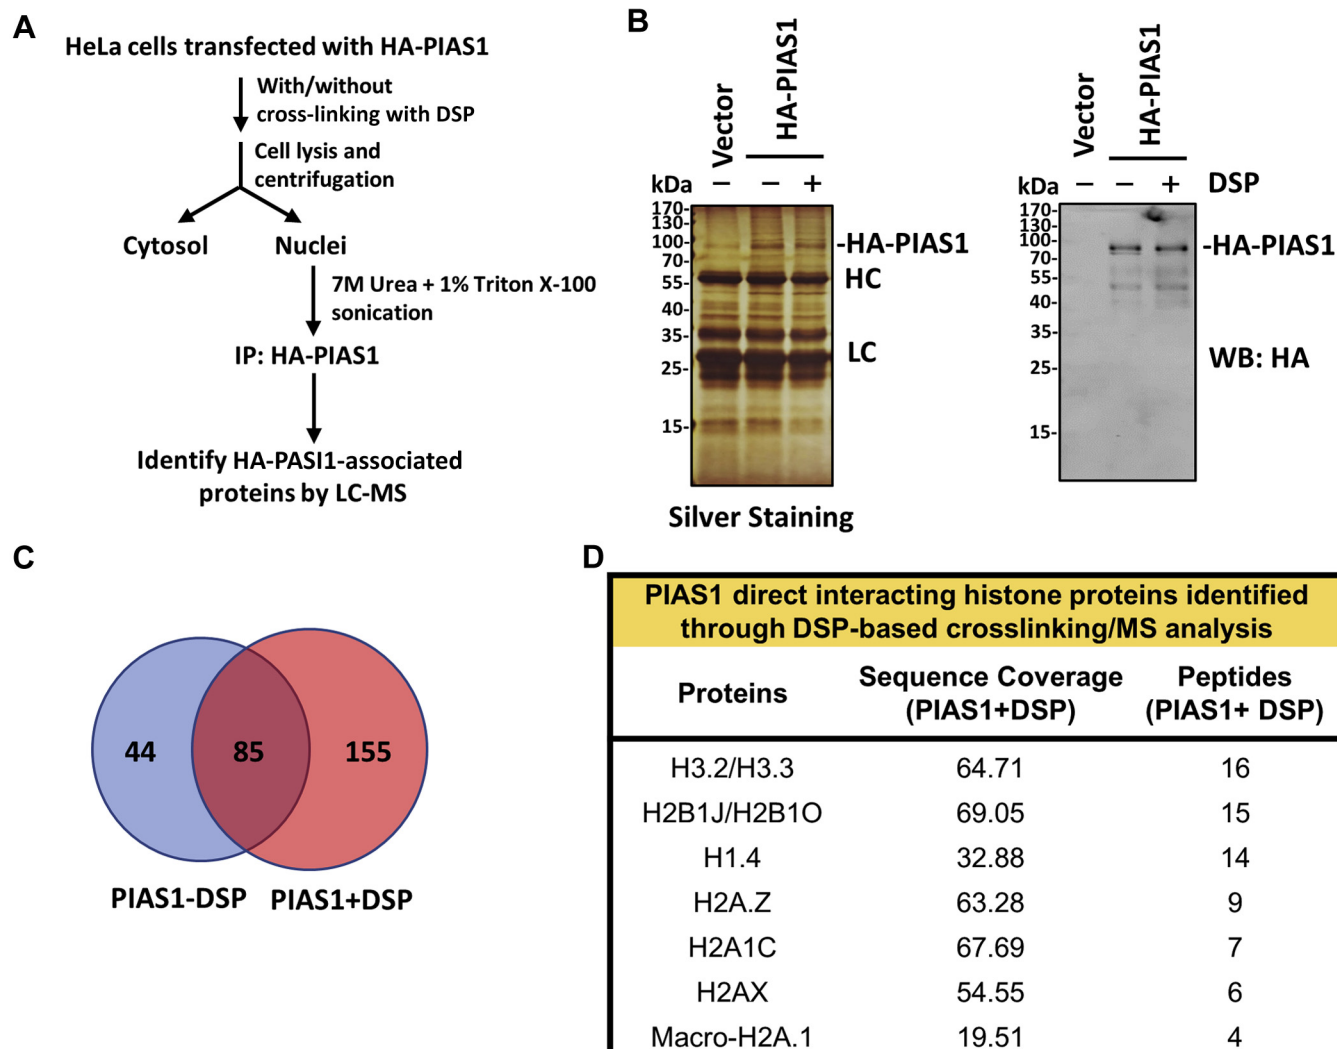 A
HeLa cells transfected with HA-PIAS1
With/without
cross-linking with DSP
Cell lysis and
centrifugation
Cytosol
Nuclei
7M Urea + 1% Triton X-100
sonication
IP: HA-PIAS1
Identify HA-PASI1-associated
proteins by LC-MS
B
Vector
HA-PIAS1
kDa
− − +
170-
130-
100-
70-
55-
40-
35-
25-
15-
-HA-PIAS1
HC
LC
Silver Staining
Vector
HA-PIAS1
kDa
− − + DSP
170-
130-
100-
70-
55-
40-
35-
25-
15-
-HA-PIAS1
WB: HA
C
44 85 155
PIAS1-DSP PIAS1+DSP
D
PIAS1 direct interacting histone proteins identified
through DSP-based crosslinking/MS analysis
Proteins
Sequence Coverage
(PIAS1+DSP)
Peptides
(PIAS1+ DSP)
H3.2/H3.3 64.71 16
H2B1J/H2B1O 69.05 15
H1.4 32.88 14
H2A.Z 63.28 9
H2A1C 67.69 7
H2AX 54.55 6
Macro-H2A.1 19.51 4